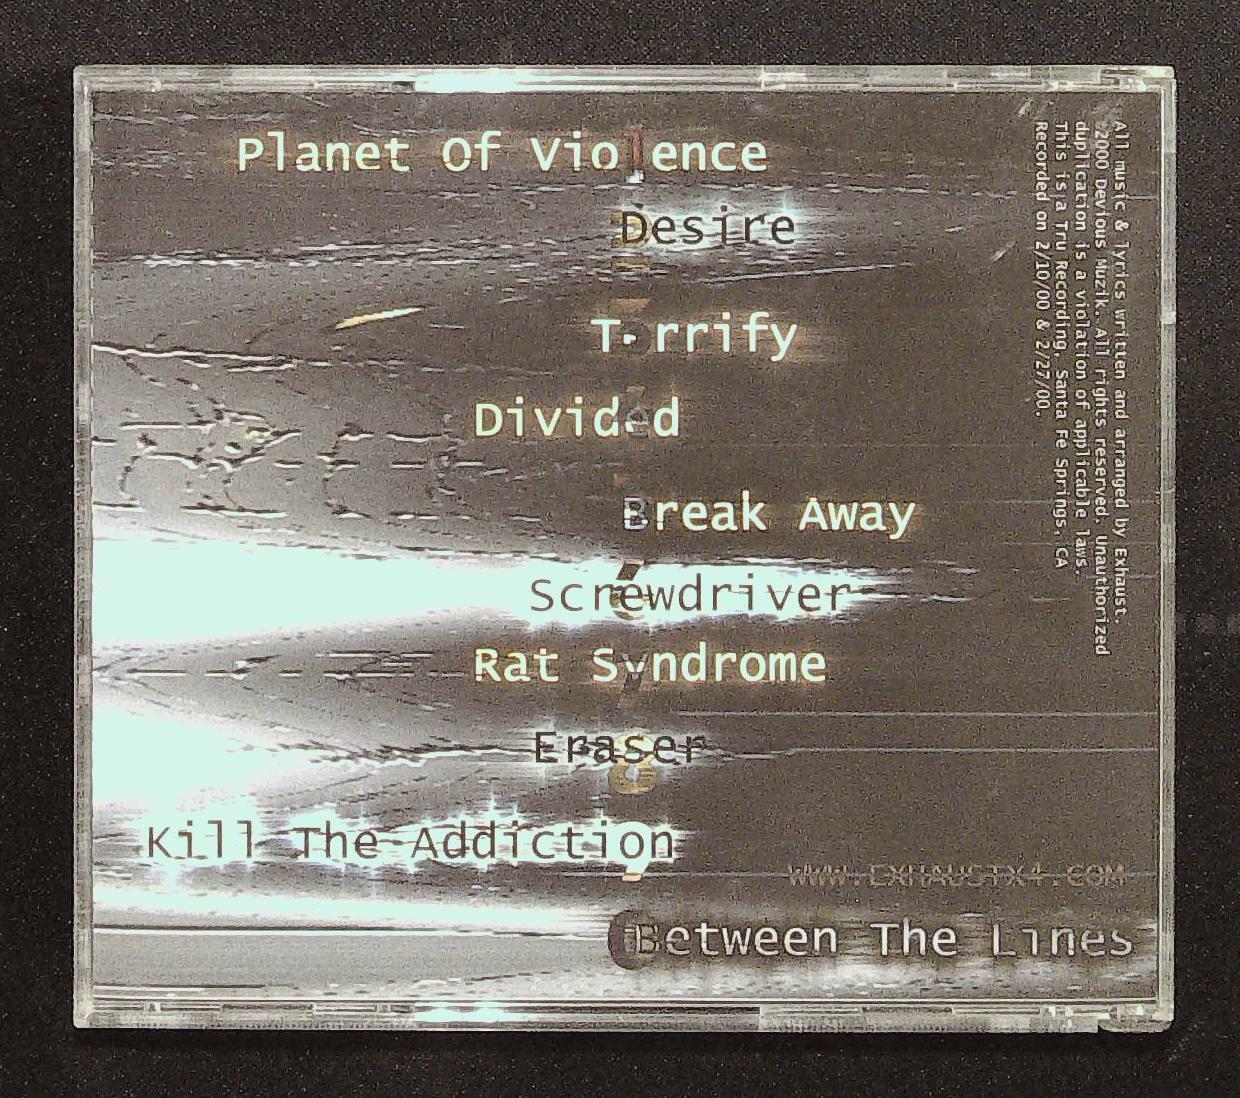 Planet Of Violence
Desire
Terrify
Divided
Break Away
Screwdriver
Rat Syndrome
Eraser
8
Kill The Addiction
WWW.EXHAUSTX4.COM
Between The Lines
All music & lyrics written and arranged by Exhaust.
©2000 Devious Muzik. All rights reserved. Unauthorized
duplication is a violation of applicable laws.
This is a Tru Recording, Santa Fe Springs, CA
Recorded on 2/10/00 & 2/27/00.